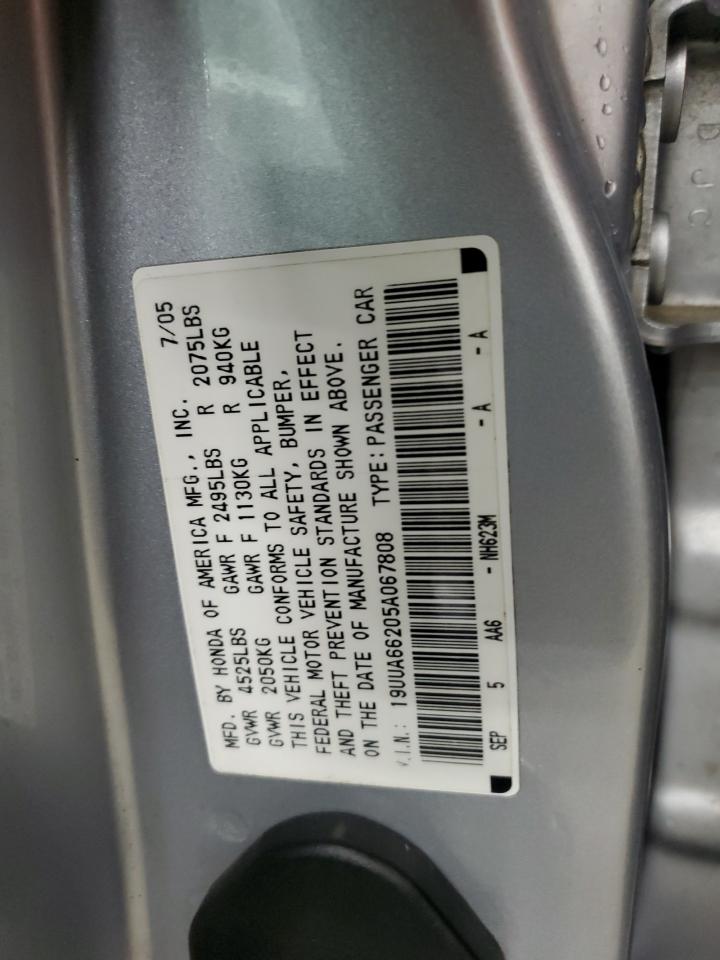 MFD. BY HONDA OF AMERICA MFG., INC. 7/05
GVWR 4525LBS GAWR F 2495LBS R 2075LBS
GVWR 2050KG GAWR F 1130KG R 940KG
THIS VEHICLE CONFORMS TO ALL APPLICABLE
FEDERAL MOTOR VEHICLE SAFETY, BUMPER,
AND THEFT PREVENTION STANDARDS IN EFFECT
ON THE DATE OF MANUFACTURE SHOWN ABOVE.
V.I.N.: 19UUA66205A067808 TYPE: PASSENGER CAR
SEP 5 AA6 - NH623M - A - A
DJC